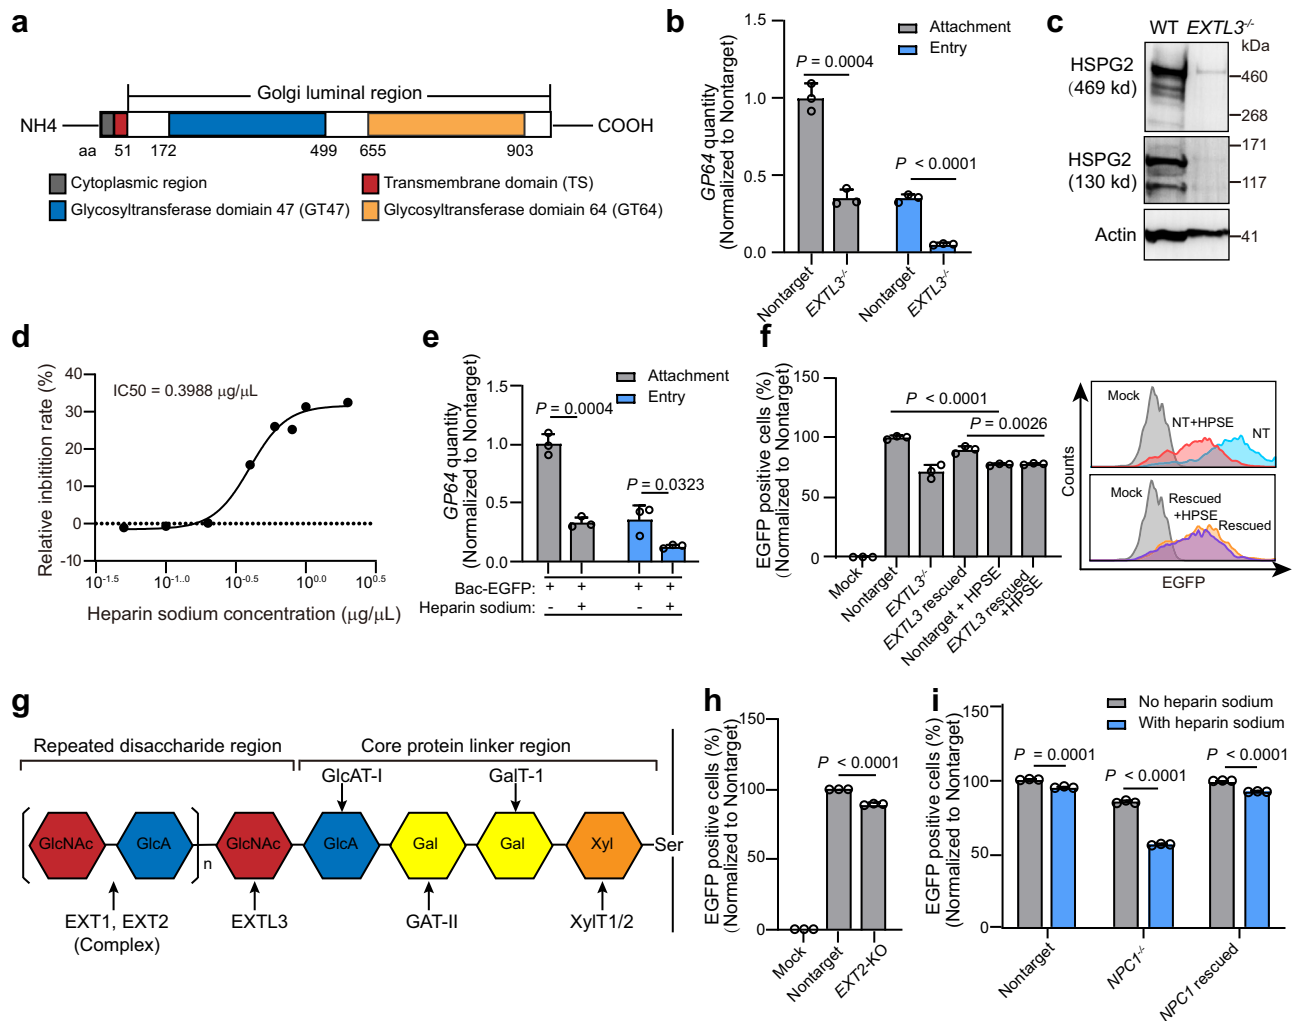 a
Golgi luminal region
NH4
COOH
aa 51 172 499 655 903
Cytoplasmic region
Transmembrane domain (TS)
Glycosyltransferase domiain 47 (GT47)
Glycosyltransferase domiain 64 (GT64)
b
GP64 quantity
(Normalized to Nontarget)
1.5
1.0
0.5
0.0
Attachment
Entry
P = 0.0004
P < 0.0001
Nontarget
EXTL3-/-
Nontarget
EXTL3-/-
c
WT EXTL3-/-
kDa
HSPG2
(469 kd)
460
268
HSPG2
(130 kd)
171
117
Actin
41
d
Relative inbition rate (%)
40
30
20
10
0
-10
IC50 = 0.3988 µg/µL
10-1.5 10-1.0 10-0.5 100.0 100.5
Heparin sodium concentration (µg/µL)
e
GP64 quantity
(Normalized to Nontarget)
1.5
1.0
0.5
0.0
Attachment
Entry
P = 0.0004
P = 0.0323
Bac-EGFP: + + + +
Heparin sodium: - + - +
f
EGFP positive cells (%)
(Normalized to Nontarget)
150
100
50
0
P < 0.0001
P = 0.0026
Mock
Nontarget
EXTL3-/-
EXTL3 rescued
Nontarget + HPSE
EXTL3 rescued
+HPSE
Counts
Mock
NT+HPSE
NT
Mock
Rescued
+HPSE
Rescued
EGFP
g
Repeated disaccharide region
Core protein linker region
GlcAT-I
GalT-1
GlcNAc GlcA n GlcNAc GlcA Gal Gal Xyl Ser
EXT1, EXT2
(Complex)
EXTL3
GAT-II
XylT1/2
h
EGFP positive cells (%)
(Normalized to Nontarget)
150
100
50
0
P < 0.0001
Mock
Nontarget
EXT2-KO
i
EGFP positive cells (%)
(Normalized to Nontarget)
150
100
50
0
No heparin sodium
With heparin sodium
P = 0.0001
P < 0.0001
P < 0.0001
Nontarget
NPC1-/-
NPC1 rescued